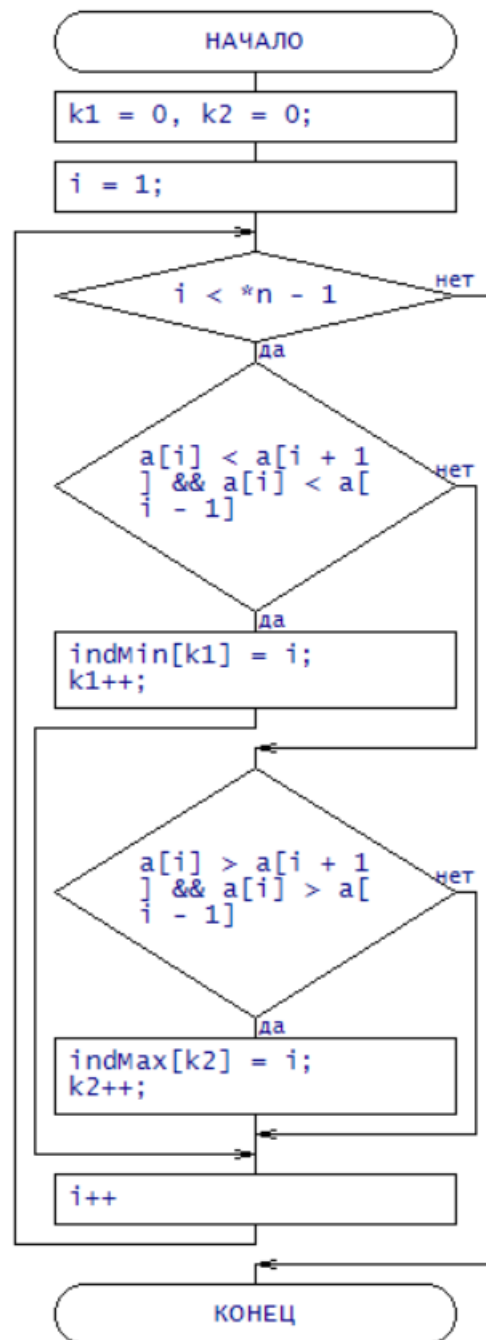 НАЧАЛО
k1 = 0, k2 = 0;
i = 1;
i < *n - 1
нет
да
a[i] < a[i + 1
] && a[i] < a[
i - 1]
нет
да
indMin[k1] = i;
k1++;
a[i] > a[i + 1
] && a[i] > a[
i - 1]
нет
да
indMax[k2] = i;
k2++;
i++
КОНЕЦ